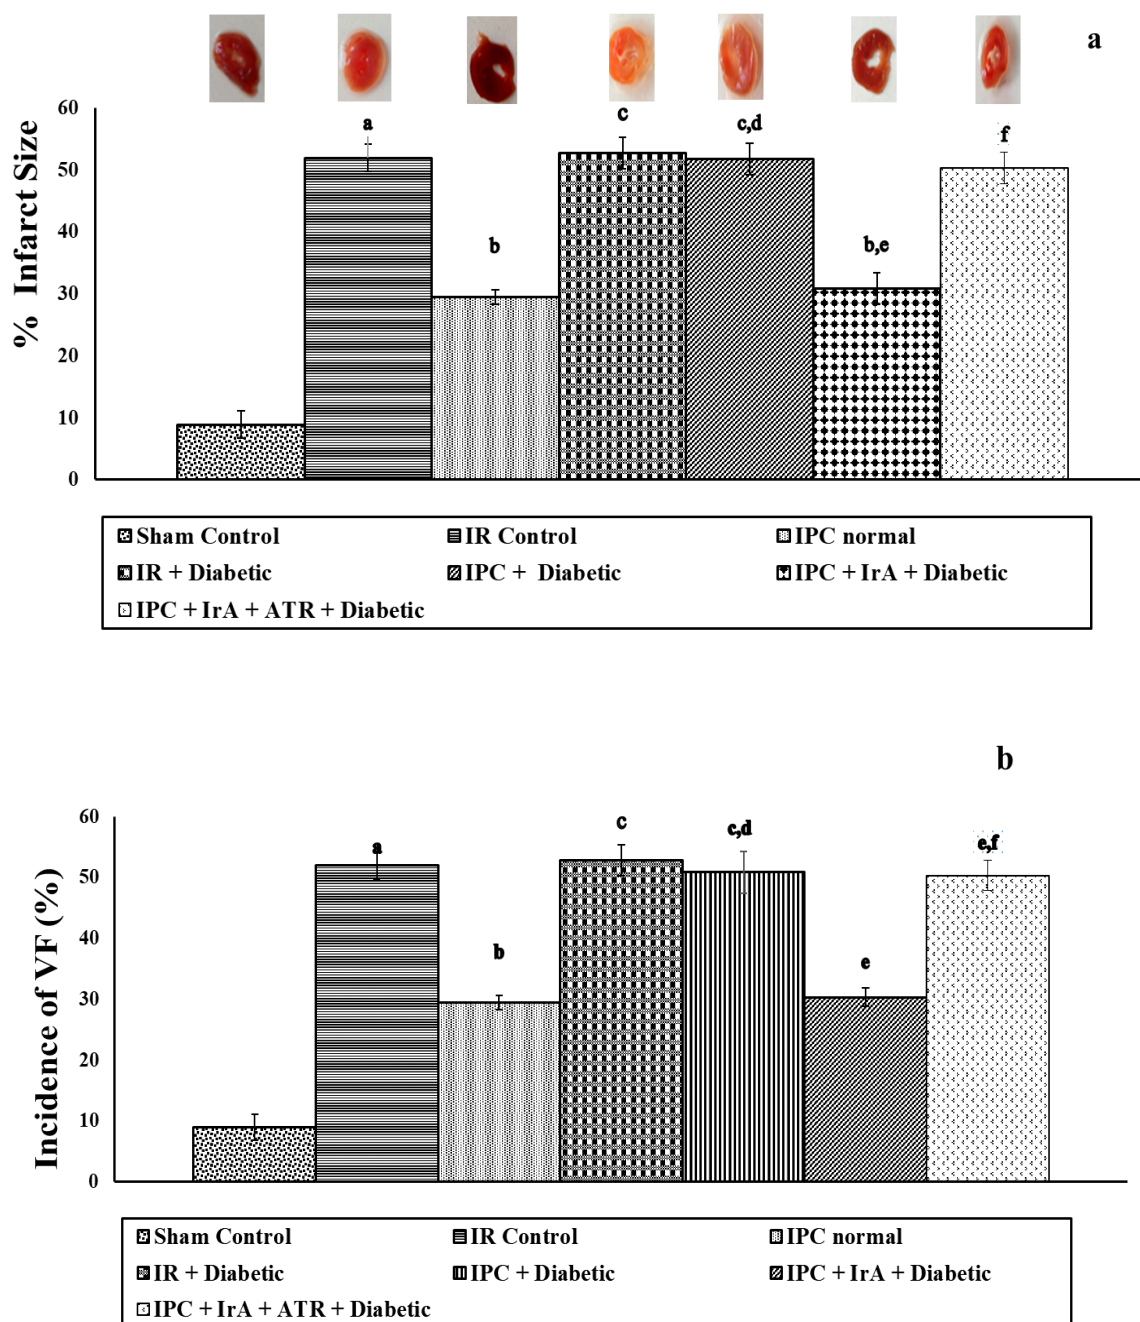 a
60
50
40
30
20
10
0
% Infarct Size
a
b
c
c,d
b,e
f
Sham Control IR Control IPC normal
IR + Diabetic IPC + Diabetic IPC + IrA + Diabetic
IPC + IrA + ATR + Diabetic
b
60
50
40
30
20
10
0
Incidence of VF (%)
a
b
c
c,d
e
e,f
Sham Control IR Control IPC normal
IR + Diabetic IPC + Diabetic IPC + IrA + Diabetic
IPC + IrA + ATR + Diabetic